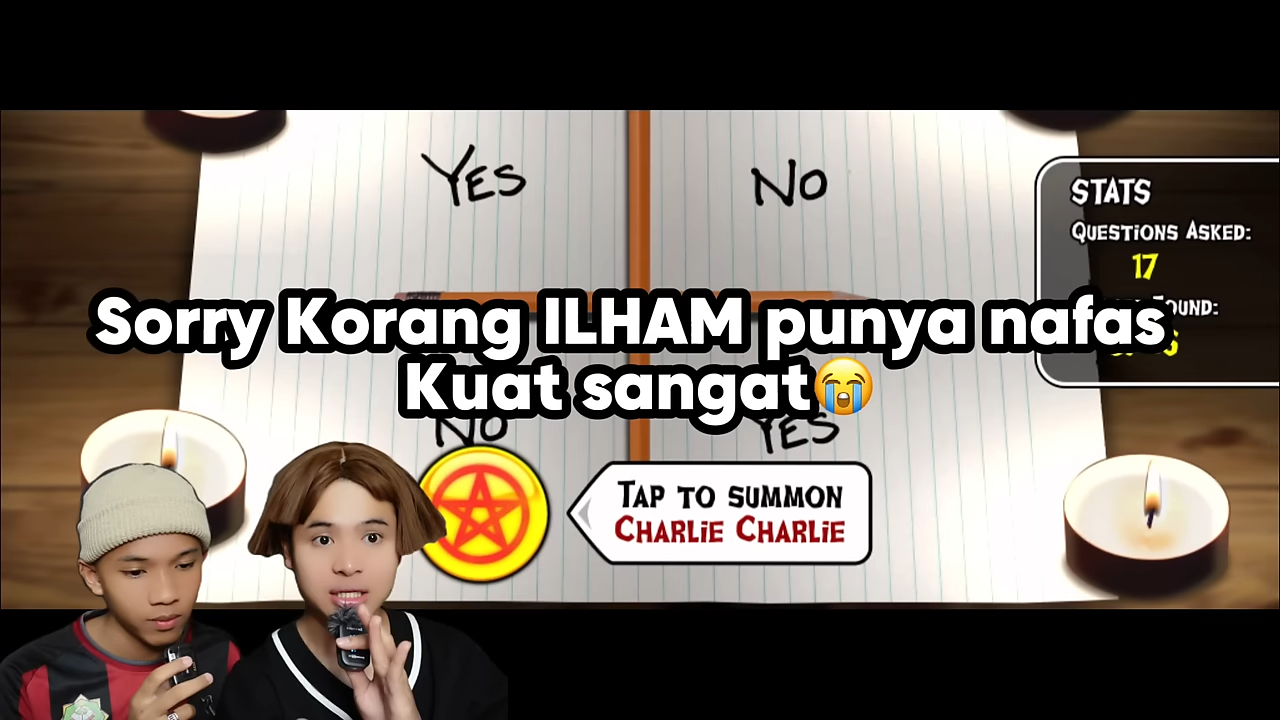 YES
NO
STATS
QUESTIONS ASKED:
17
Sorry Korang ILHAM punya nafas
Kuat sangat😭
NO
YES
TAP TO SUMMON
CHARLIE CHARLIE